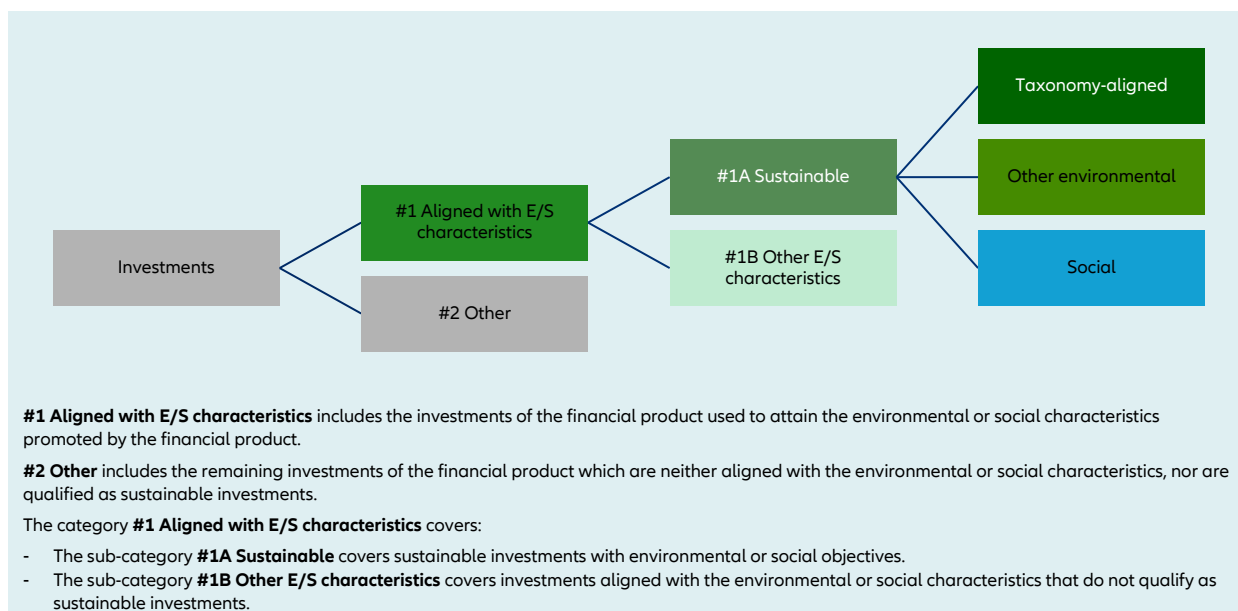 Taxonomy-aligned
#1A Sustainable
Other environmental
#1 Aligned with E/S
characteristics
#1B Other E/S
characteristics
Investments
Social
#2 Other
#1 Aligned with E/S characteristics includes the investments of the financial product used to attain the environmental or social characteristics
promoted by the financial product.
#2 Other includes the remaining investments of the financial product which are neither aligned with the environmental or social characteristics, nor are
qualified as sustainable investments.
The category #1 Aligned with E/S characteristics covers:
- The sub-category #1A Sustainable covers sustainable investments with environmental or social objectives.
- The sub-category #1B Other E/S characteristics covers investments aligned with the environmental or social characteristics that do not qualify as
sustainable investments.